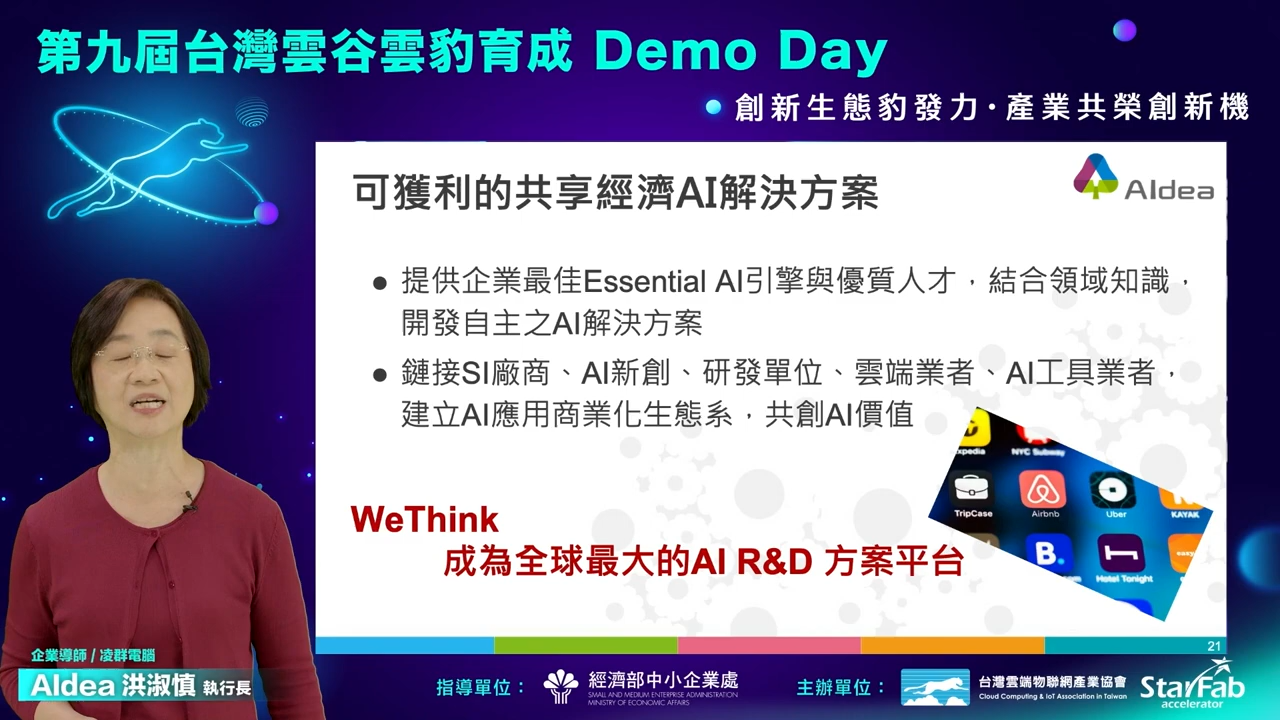 第九屆台灣雲谷雲豹育成 Demo Day
創新生態豹發力・產業共榮創新機
可獲利的共享經濟AI解決方案
AIdea
提供企業最佳Essential AI引擎與優質人才，結合領域知識，
開發自主之AI解決方案
鏈接SI廠商、AI新創、研發單位、雲端業者、AI工具業者，
建立AI應用商業化生態系，共創AI價值
NYC Subway
TripCase
Airbnb
Uber
KAYAK
B.
Hotel Tonight
WeThink
成為全球最大的AI R&D 方案平台
21
企業導師 / 凌群電腦
AIdea 洪淑慎 執行長
指導單位：
經濟部中小企業處
SMALL AND MEDIUM ENTERPRISE ADMINISTRATION
MINISTRY OF ECONOMIC AFFAIRS
主辦單位：
台灣雲端物聯網產業協會
Cloud Computing & IoT Association in Taiwan
StarFab
accelerator